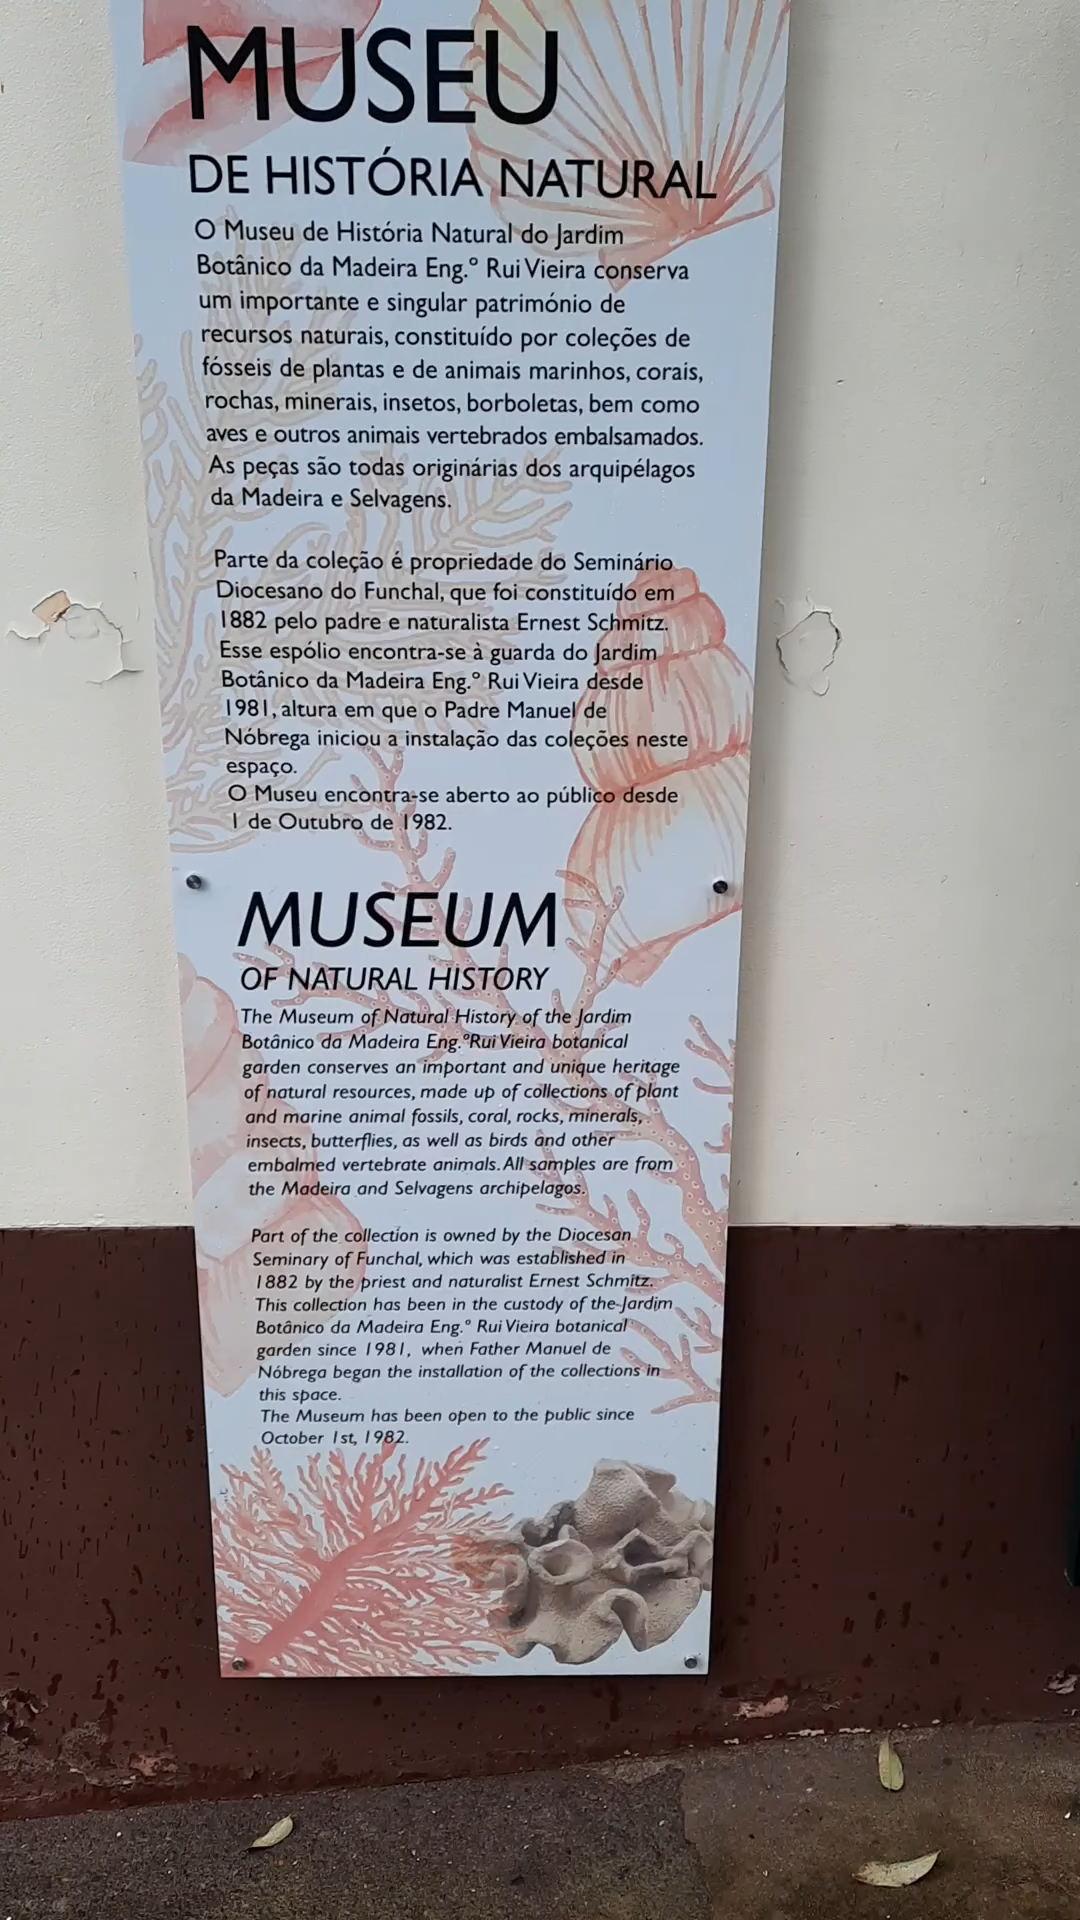 MUSEU
DE HISTÓRIA NATURAL
O Museu de História Natural do Jardim
Botânico da Madeira Eng.º Rui Vieira conserva
um importante e singular património de
recursos naturais, constituído por coleções de
fósseis de plantas e de animais marinhos, corais,
rochas, minerais, insetos, borboletas, bem como
aves e outros animais vertebrados embalsamados.
As peças são todas originárias dos arquipélagos
da Madeira e Selvagens.
Parte da coleção é propriedade do Seminário
Diocesano do Funchal, que foi constituído em
1882 pelo padre e naturalista Ernest Schmitz.
Esse espólio encontra-se à guarda do Jardim
Botânico da Madeira Eng.º Rui Vieira desde
1981, altura em que o Padre Manuel de
Nóbrega iniciou a instalação das coleções neste
espaço.
O Museu encontra-se aberto ao público desde
1 de Outubro de 1982.
MUSEUM
OF NATURAL HISTORY
The Museum of Natural History of the Jardim
Botânico da Madeira Eng.ºRui Vieira botanical
garden conserves an important and unique heritage
of natural resources, made up of collections of plant
and marine animal fossils, coral, rocks, minerals,
insects, butterflies, as well as birds and other
embalmed vertebrate animals. All samples are from
the Madeira and Selvagens archipelagos.
Part of the collection is owned by the Diocesan
Seminary of Funchal, which was established in
1882 by the priest and naturalist Ernest Schmitz.
This collection has been in the custody of the Jardim
Botânico da Madeira Eng.º Rui Vieira botanical
garden since 1981, when Father Manuel de
Nóbrega began the installation of the collections in
this space.
The Museum has been open to the public since
October 1st, 1982.